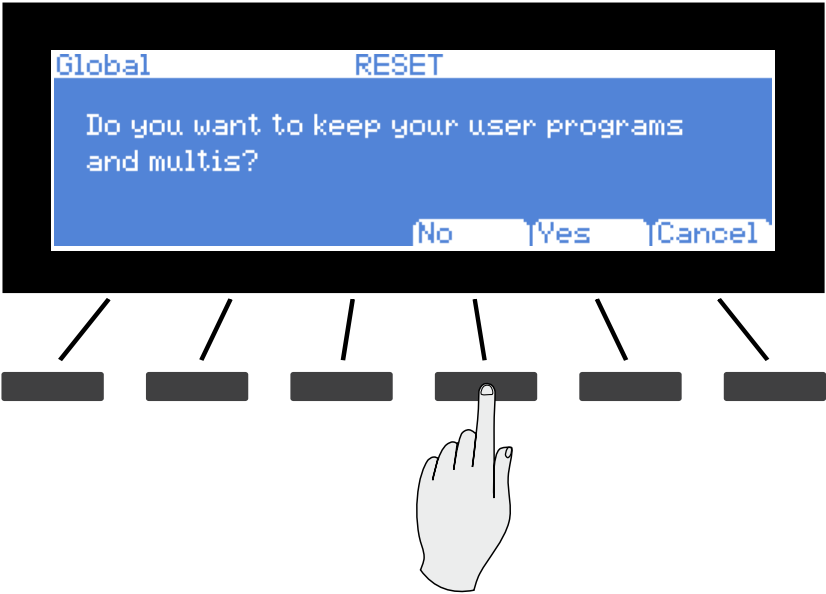 Global RESET
Do you want to keep your user programs
and multis?
No Yes Cancel